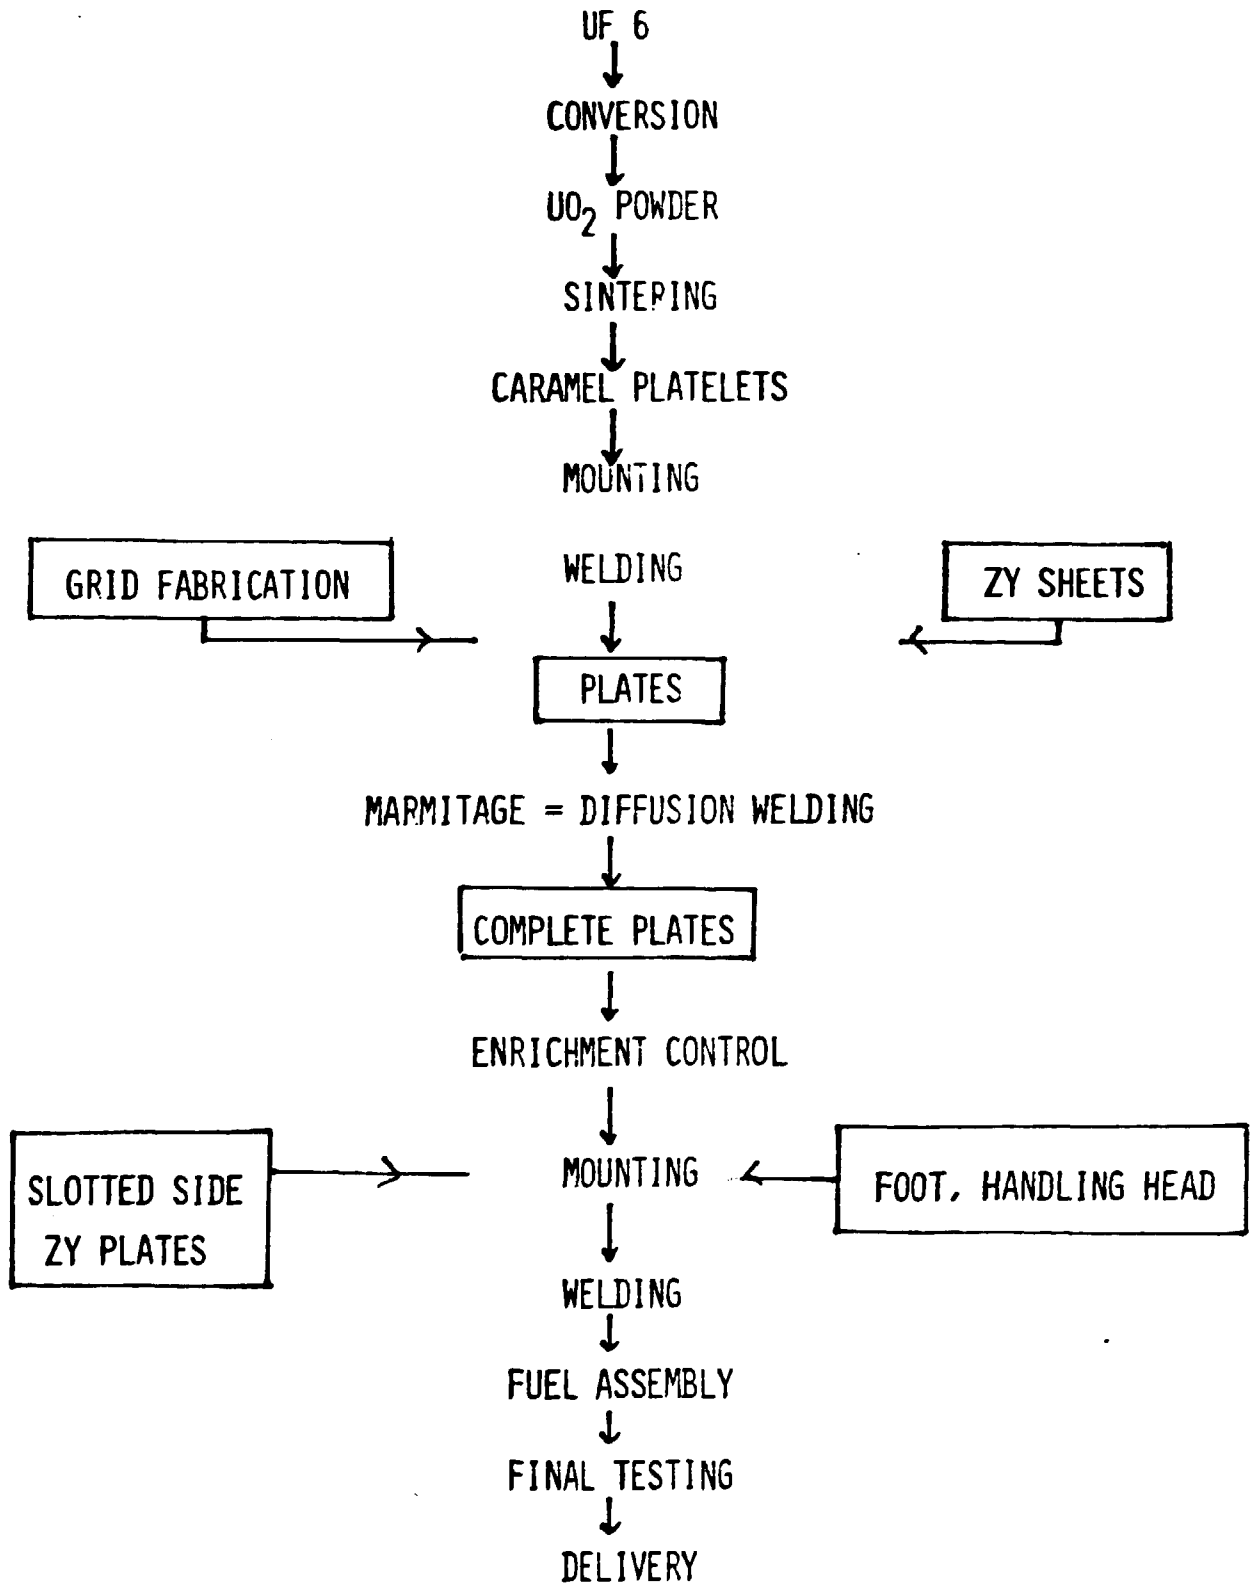 UF 6
CONVERSION
UO₂ POWDER
SINTERING
CARAMEL PLATELETS
MOUNTING
WELDING
GRID FABRICATION
ZY SHEETS
PLATES
MARMITAGE = DIFFUSION WELDING
COMPLETE PLATES
ENRICHMENT CONTROL
SLOTTED SIDE
ZY PLATES
MOUNTING
FOOT, HANDLING HEAD
WELDING
FUEL ASSEMBLY
FINAL TESTING
DELIVERY